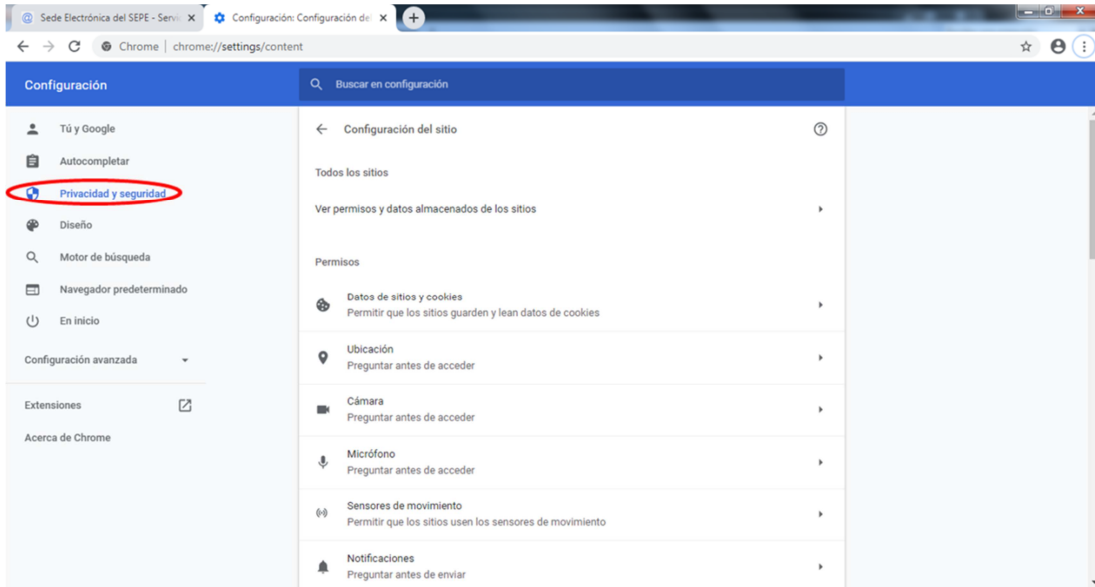 Sede Electrónica del SEPE - Servic
Configuración: Configuración del
Chrome | chrome://settings/content
Configuración
Buscar en configuración
Tú y Google
Autocompletar
Privacidad y seguridad
Diseño
Motor de búsqueda
Navegador predeterminado
En inicio
Configuración avanzada
Extensiones
Acerca de Chrome
Configuración del sitio
Todos los sitios
Ver permisos y datos almacenados de los sitios
Permisos
Datos de sitios y cookies
Permitir que los sitios guarden y lean datos de cookies
Ubicación
Preguntar antes de acceder
Cámara
Preguntar antes de acceder
Micrófono
Preguntar antes de acceder
Sensores de movimiento
Permitir que los sitios usen los sensores de movimiento
Notificaciones
Preguntar antes de enviar